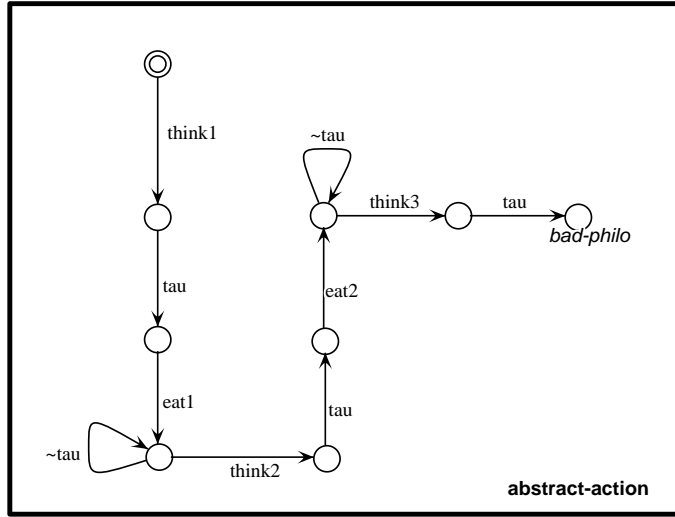 think1
~tau
think3
tau
bad-philo
tau
eat2
eat1
tau
~tau
think2
abstract-action